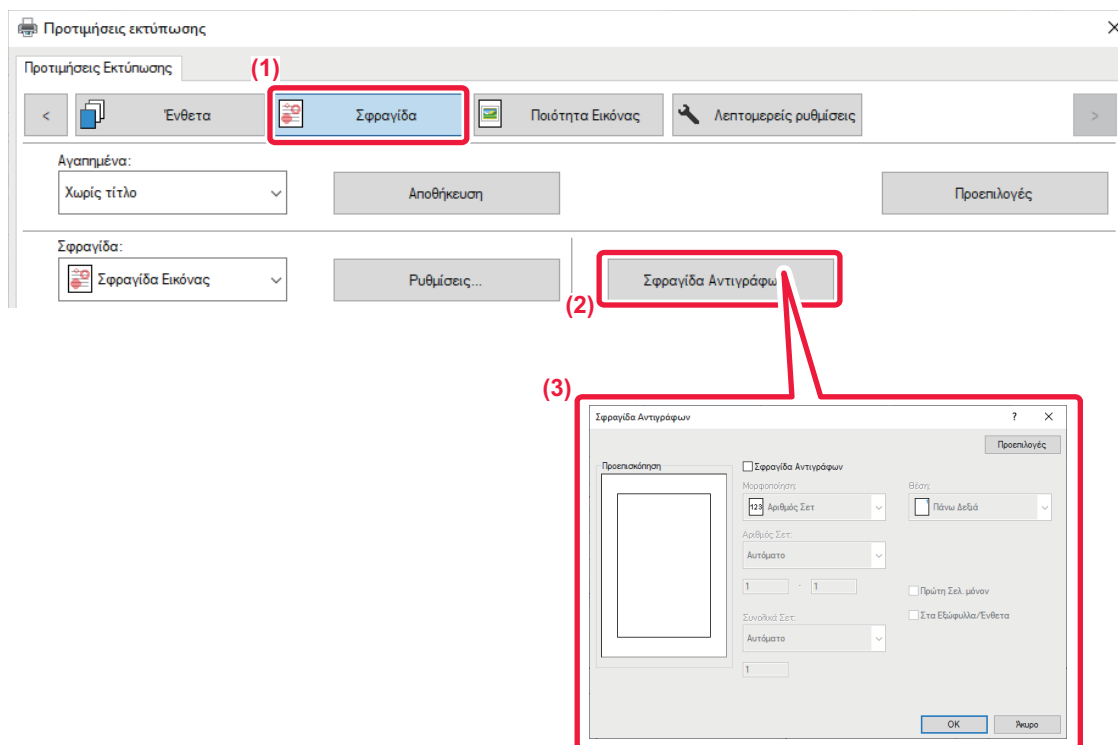 Προτιμήσεις εκτύπωσης
Προτιμήσεις Εκτύπωσης
(1)
< Ένθετα Σφραγίδα Ποιότητα Εικόνας Λεπτομερείς ρυθμίσεις >
Αγαπημένα:
Χωρίς τίτλο Αποθήκευση Προεπιλογές
Σφραγίδα:
Σφραγίδα Εικόνας Ρυθμίσεις... Σφραγίδα Αντιγράφω
(2)
(3)
Σφραγίδα Αντιγράφων ?
Προεπιλογές
Προεπισκόπηση Σφραγίδα Αντιγράφων
Μορφοποίηση: Θέση:
123 Αριθμός Σετ Πάνω Δεξιά
Αριθμός Σετ:
Αυτόματο
1 - 1 Πρώτη Σελ. μόνον
Συνολικά Σετ: Στα Εξώφυλλα/Ένθετα
Αυτόματο
1
OK Άκυρο